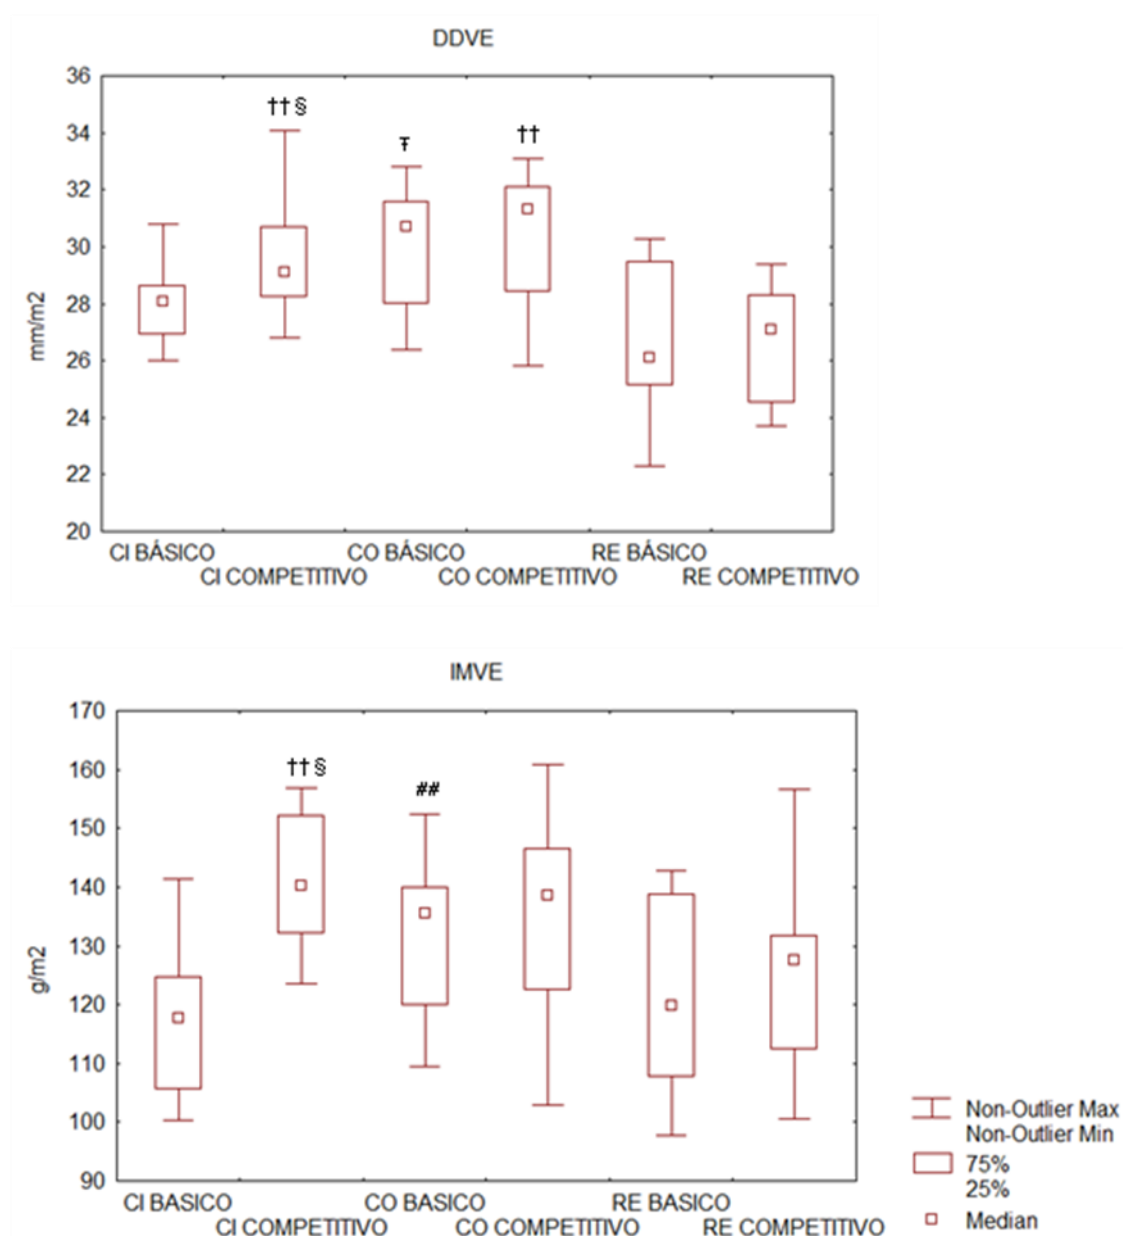 DDVE
36
††§
34
Ŧ
††
32
30
28
26
24
22
20
mm/m2
CI BÁSICO
CO BÁSICO
RE BÁSICO
CI COMPETITIVO
CO COMPETITIVO
RE COMPETITIVO
IMVE
170
††§
160
##
150
140
130
120
110
100
90
g/m2
CI BASICO
CO BASICO
RE BASICO
CI COMPETITIVO
CO COMPETITIVO
RE COMPETITIVO
Non-Outlier Max
Non-Outlier Min
75%
25%
Median